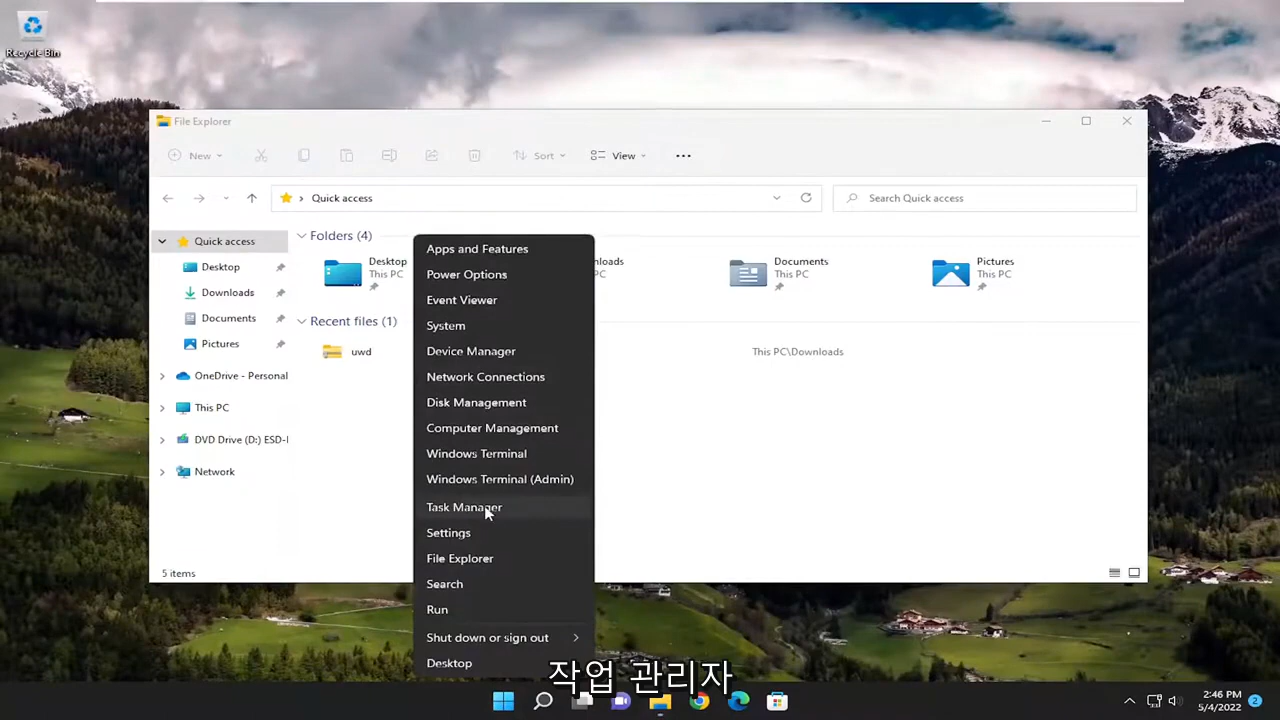 Recycle Bin
File Explorer
New
Sort
View
Quick access
Search Quick access
Quick access
Desktop
Downloads
Documents
Pictures
OneDrive - Personal
This PC
DVD Drive (D:) ESD-I
Network
Folders (4)
Desktop
This PC
nloads
PC
Documents
This PC
Pictures
This PC
Recent files (1)
uwd
This PC\Downloads
5 items
Apps and Features
Power Options
Event Viewer
System
Device Manager
Network Connections
Disk Management
Computer Management
Windows Terminal
Windows Terminal (Admin)
Task Manager
Settings
File Explorer
Search
Run
Shut down or sign out
Desktop
작업 관리자
2:46 PM
5/4/2022
2